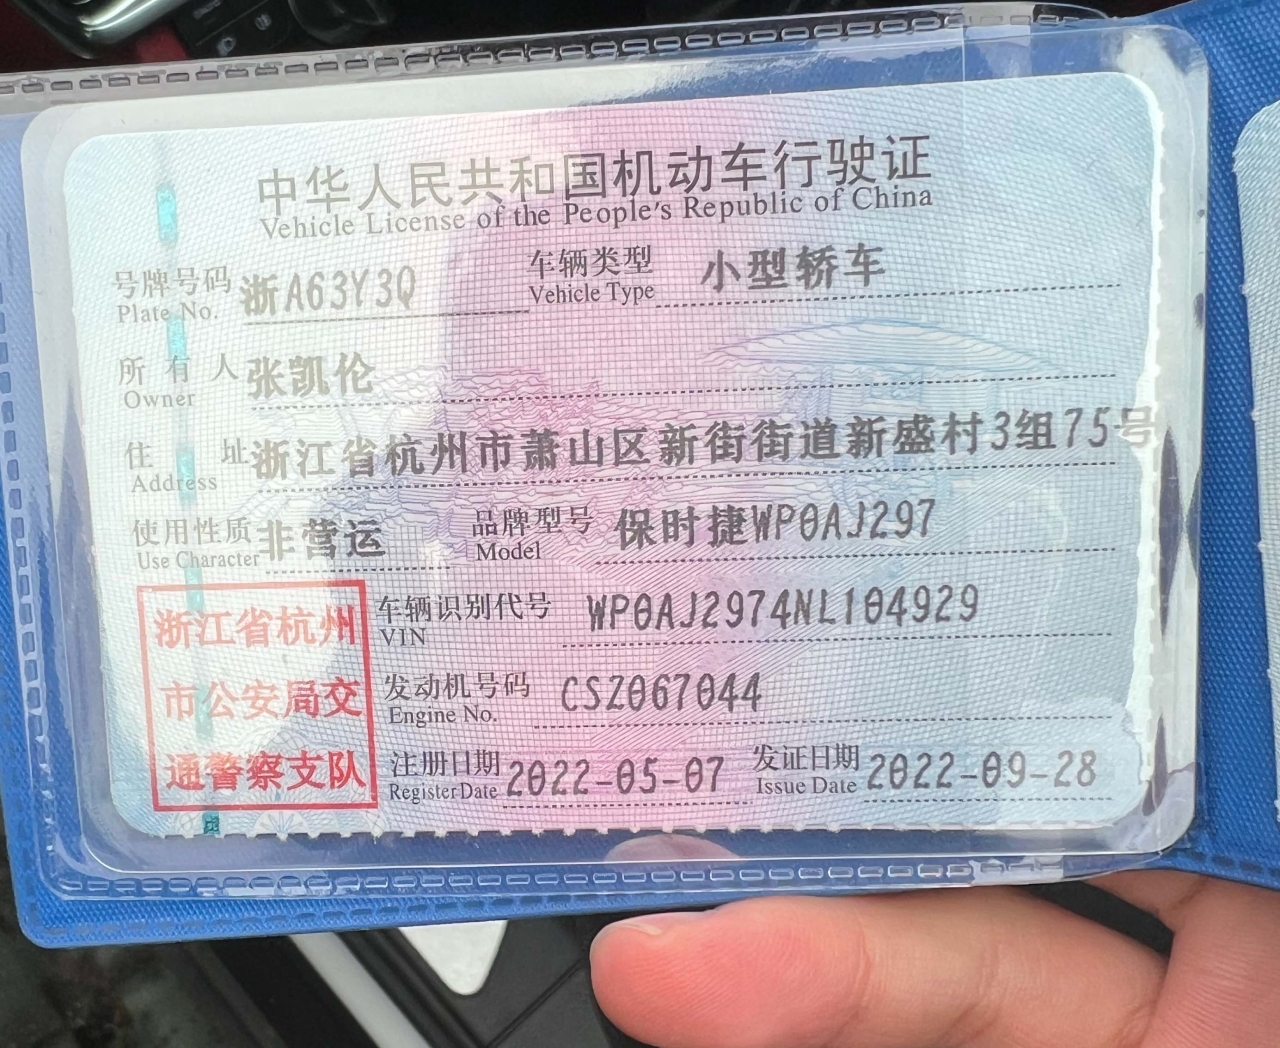 中华人民共和国机动车行驶证
Vehicle License of the People's Republic of China
号牌号码 浙A63Y3Q 车辆类型 小型轿车
Plate No. Vehicle Type
所有人 张凯伦
Owner
住址 浙江省杭州市萧山区新街街道新盛村3组75号
Address
使用性质 非营运 品牌型号 保时捷WP0AJ297
Use Character Model
浙江省杭州
市公安局交
通警察支队
车辆识别代号 WP0AJ2974NL104929
VIN
发动机号码 CSZ067044
Engine No.
注册日期 2022-05-07 发证日期 2022-09-28
Register Date Issue Date